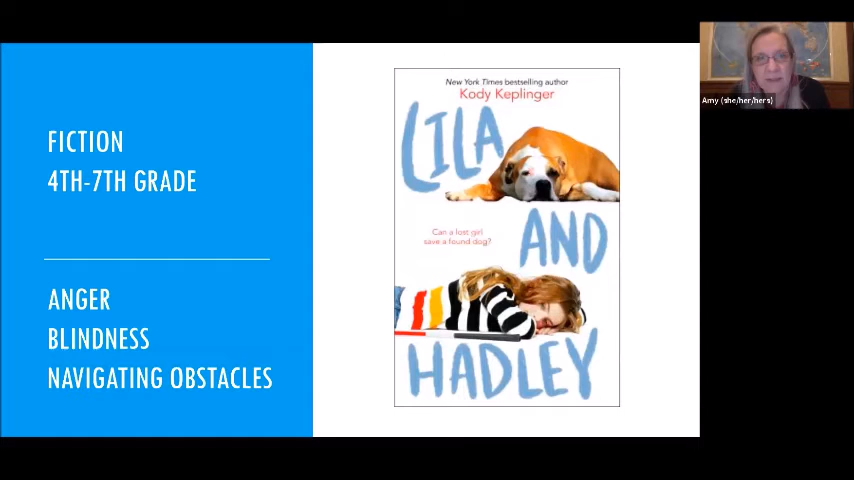 FICTION
4TH-7TH GRADE
ANGER
BLINDNESS
NAVIGATING OBSTACLES
New York Times bestselling author
Kody Keplinger
LILA
AND
Can a lost girl
save a found dog?
HADLEY
Amy (she/her/hers)